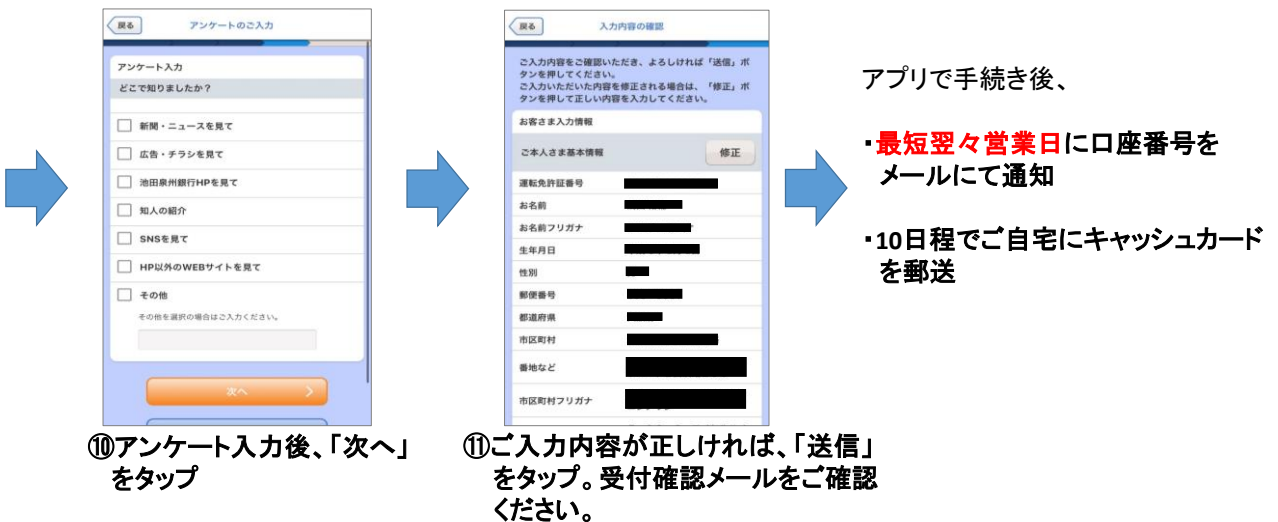 戻る
アンケートのご入力
アンケート入力
どこで知りましたか？
新聞・ニュースを見て
広告・チラシを見て
池田泉州銀行HPを見て
知人の紹介
SNSを見て
HP以外のWEBサイトを見て
その他
その他を選択の場合はご入力ください。
次へ
⑩アンケート入力後、「次へ」
をタップ
戻る
入力内容の確認
ご入力内容をご確認いただき、よろしければ「送信」ボ
タンを押してください。
ご入力いただいた内容を修正される場合は、「修正」ボ
タンを押して正しい内容を入力してください。
お客さま入力情報
ご本人さま基本情報
修正
運転免許証番号
お名前
お名前フリガナ
生年月日
性別
郵便番号
都道府県
市区町村
番地など
市区町村フリガナ
⑪ご入力内容が正しければ、「送信」
をタップ。受付確認メールをご確認
ください。
アプリで手続き後、
・最短翌々営業日に口座番号を
メールにて通知
・10日程でご自宅にキャッシュカード
を郵送